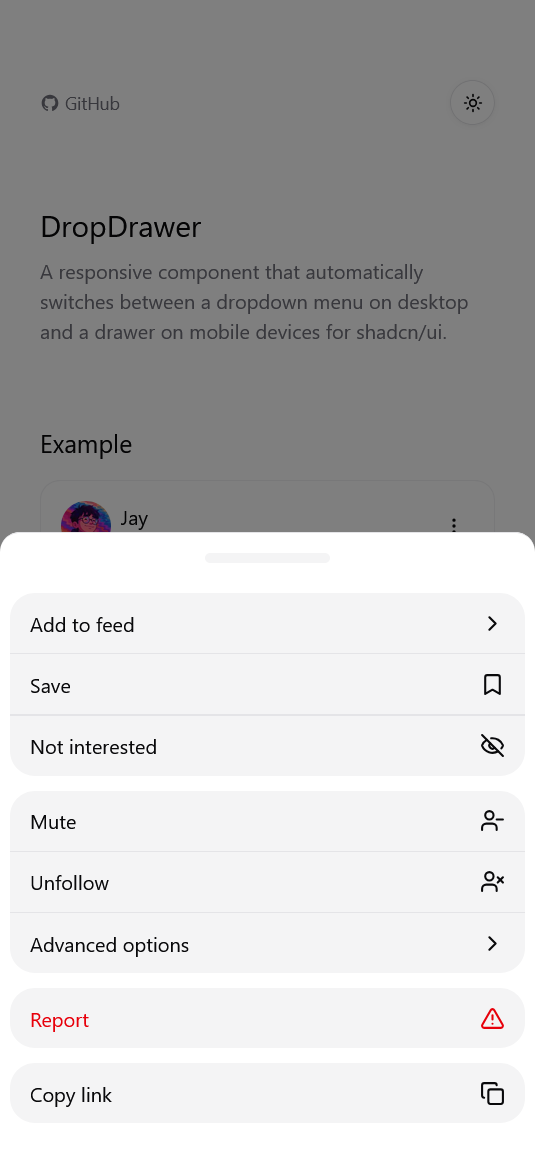 GitHub
DropDrawer
A responsive component that automatically
switches between a dropdown menu on desktop
and a drawer on mobile devices for shadcn/ui.
Example
Jay
Add to feed
Save
Not interested
Mute
Unfollow
Advanced options
Report
Copy link